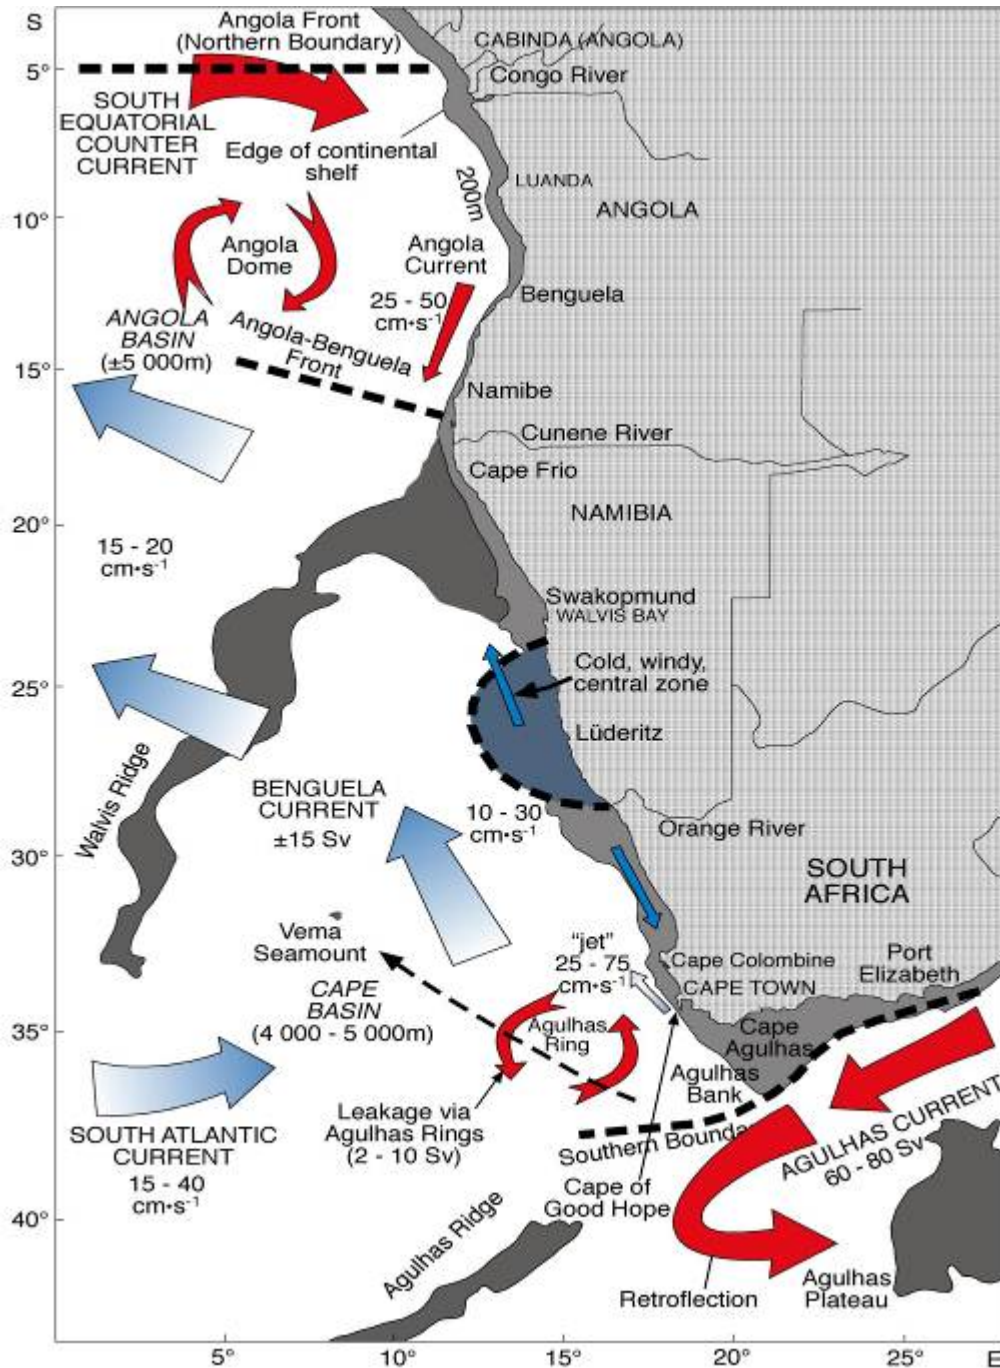 S
Angola Front
(Northern Boundary)
CABINDA (ANGOLA)
5°
Congo River
SOUTH
EQUATORIAL
COUNTER
CURRENT
Edge of continental
shelf
200m
LUANDA
ANGOLA
10°
Angola
Dome
Angola
Current
25 - 50
cm•s-1
Benguela
ANGOLA
BASIN
(±5 000m)
Angola-Benguela
Front
15°
Namibe
Cunene River
Cape Frio
NAMIBIA
20°
15 - 20
cm•s-1
Swakopmund
WALVIS BAY
Cold, windy,
central zone
25°
Lüderitz
Walvis Ridge
BENGUELA
CURRENT
±15 Sv
10 - 30
cm•s-1
Orange River
30°
SOUTH
AFRICA
Vema
Seamount
"jet"
25 - 75
cm•s-1
Cape Colombine
CAPE TOWN
Port
Elizabeth
CAPE
BASIN
(4 000 - 5 000m)
35°
Agulhas
Ring
Cape
Agulhas
Agulhas
Bank
Leakage via
Agulhas Rings
(2 - 10 Sv)
SOUTH ATLANTIC
CURRENT
15 - 40
cm•s-1
Southern Bounda
AGULHAS CURRENT
60 - 80 Sv
Cape of
Good Hope
40°
Agulhas Ridge
Retroflection
Agulhas
Plateau
5° 10° 15° 20° 25° E